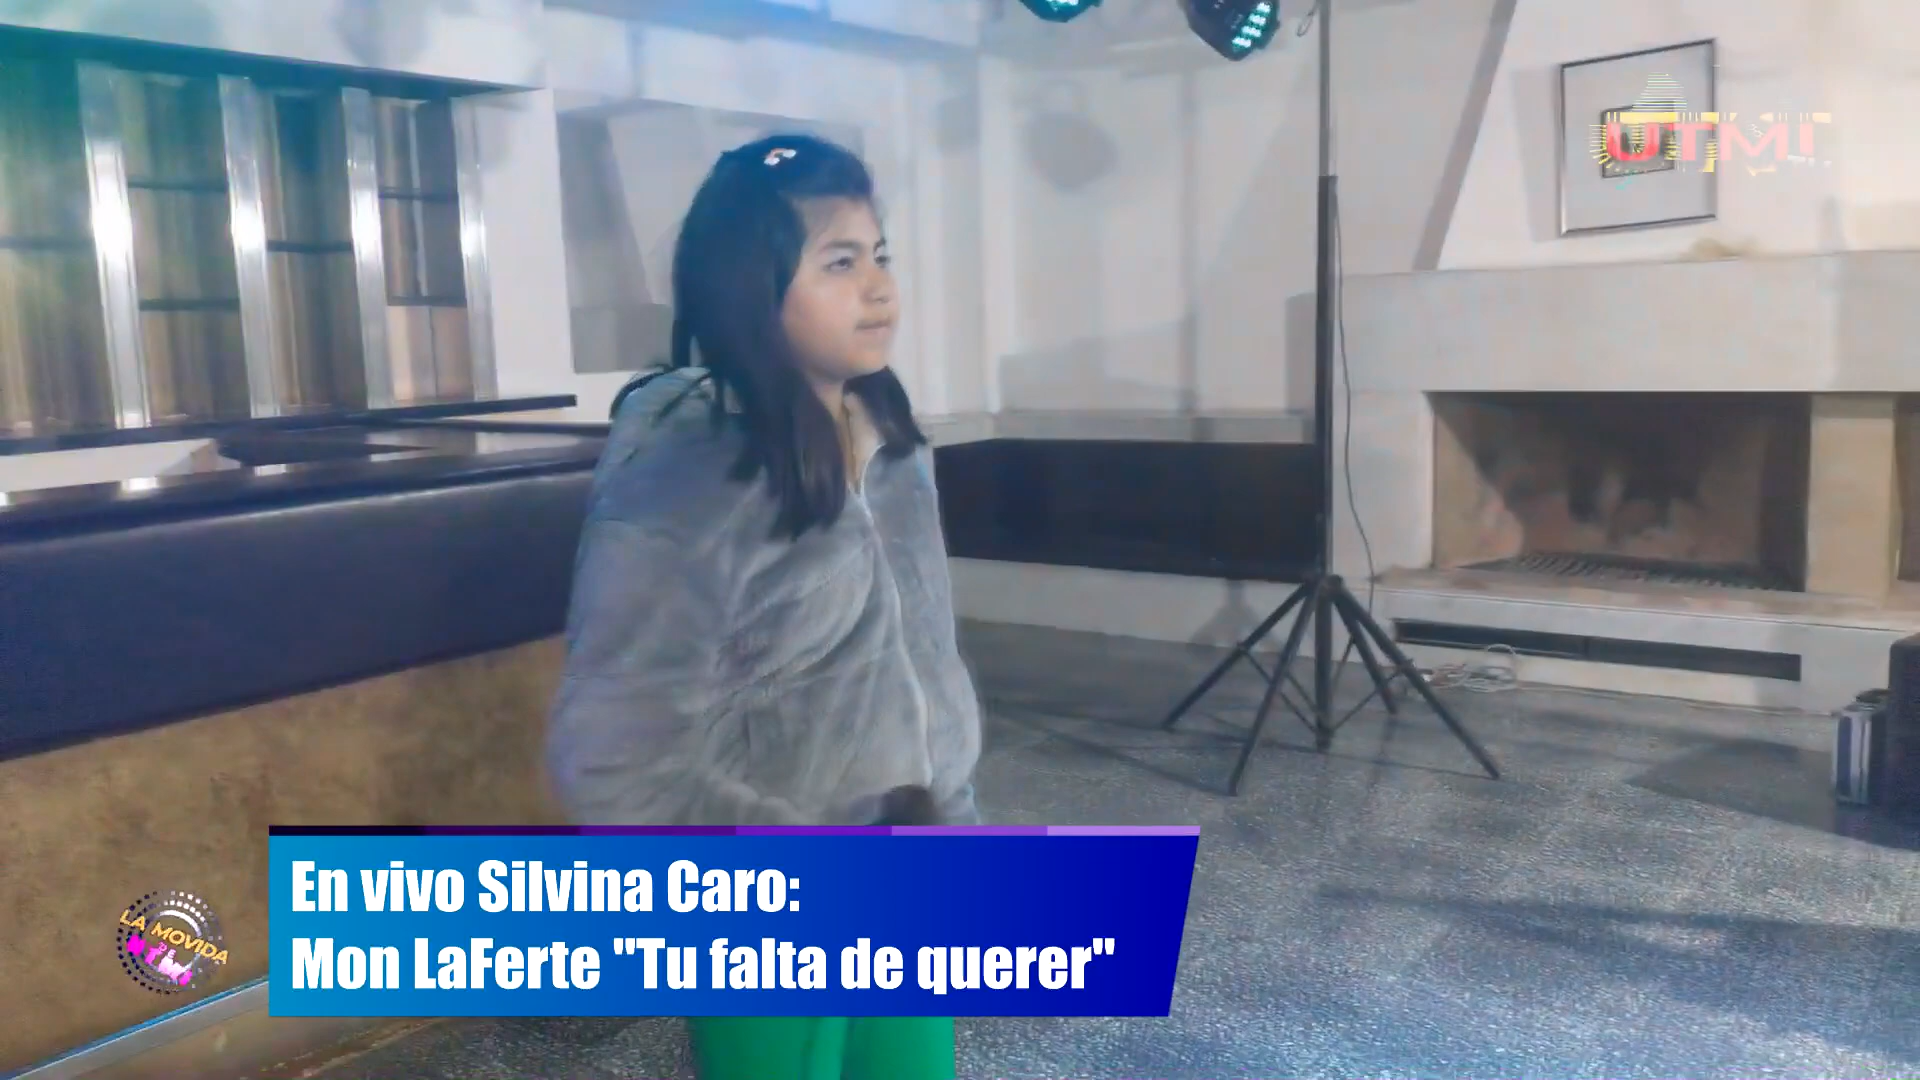 UTMI
En vivo Silvina Caro:
Mon LaFerte "Tu falta de querer"
LA MOVIDA